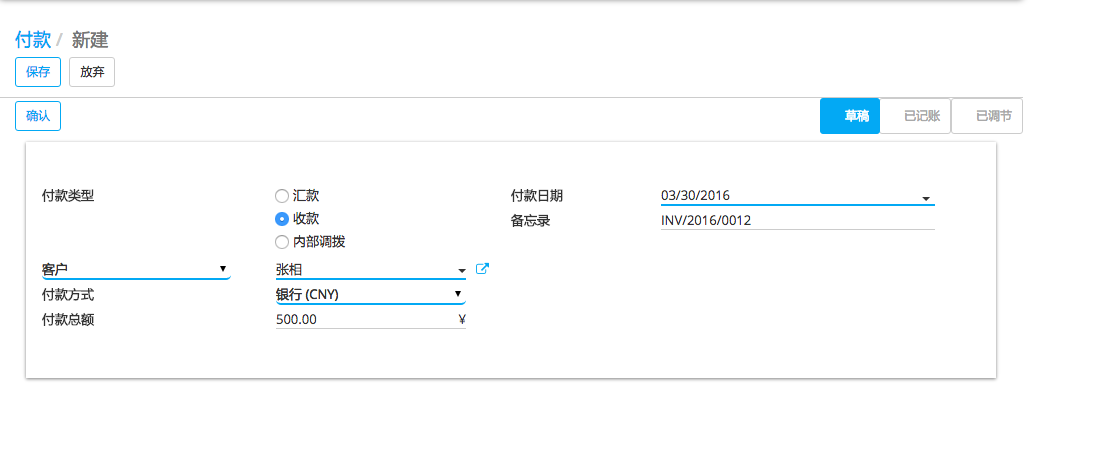 付款 / 新建
保存 放弃
确认 草稿 已记账 已调节
付款类型 汇款 付款日期 03/30/2016
收款 备忘录 INV/2016/0012
内部调拨
客户 张相
付款方式 银行 (CNY)
付款总额 500.00 ¥